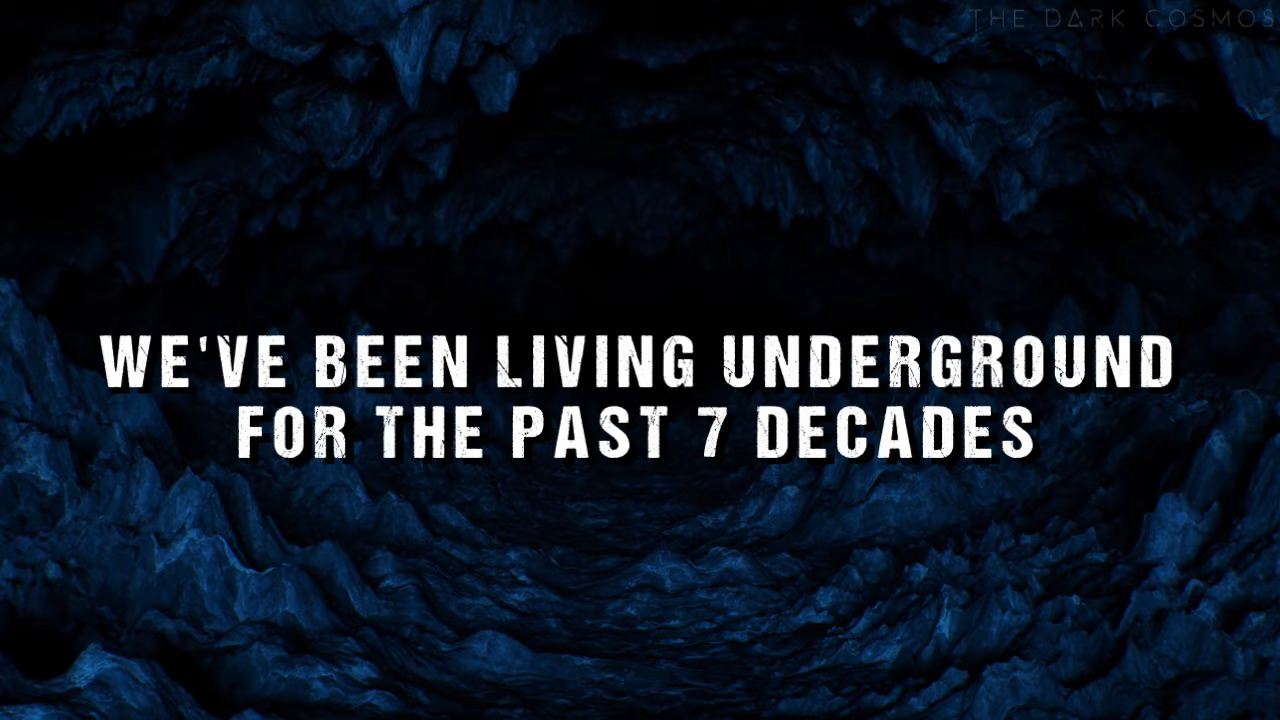 THE DARK COSMOS
WE'VE BEEN LIVING UNDERGROUND
FOR THE PAST 7 DECADES